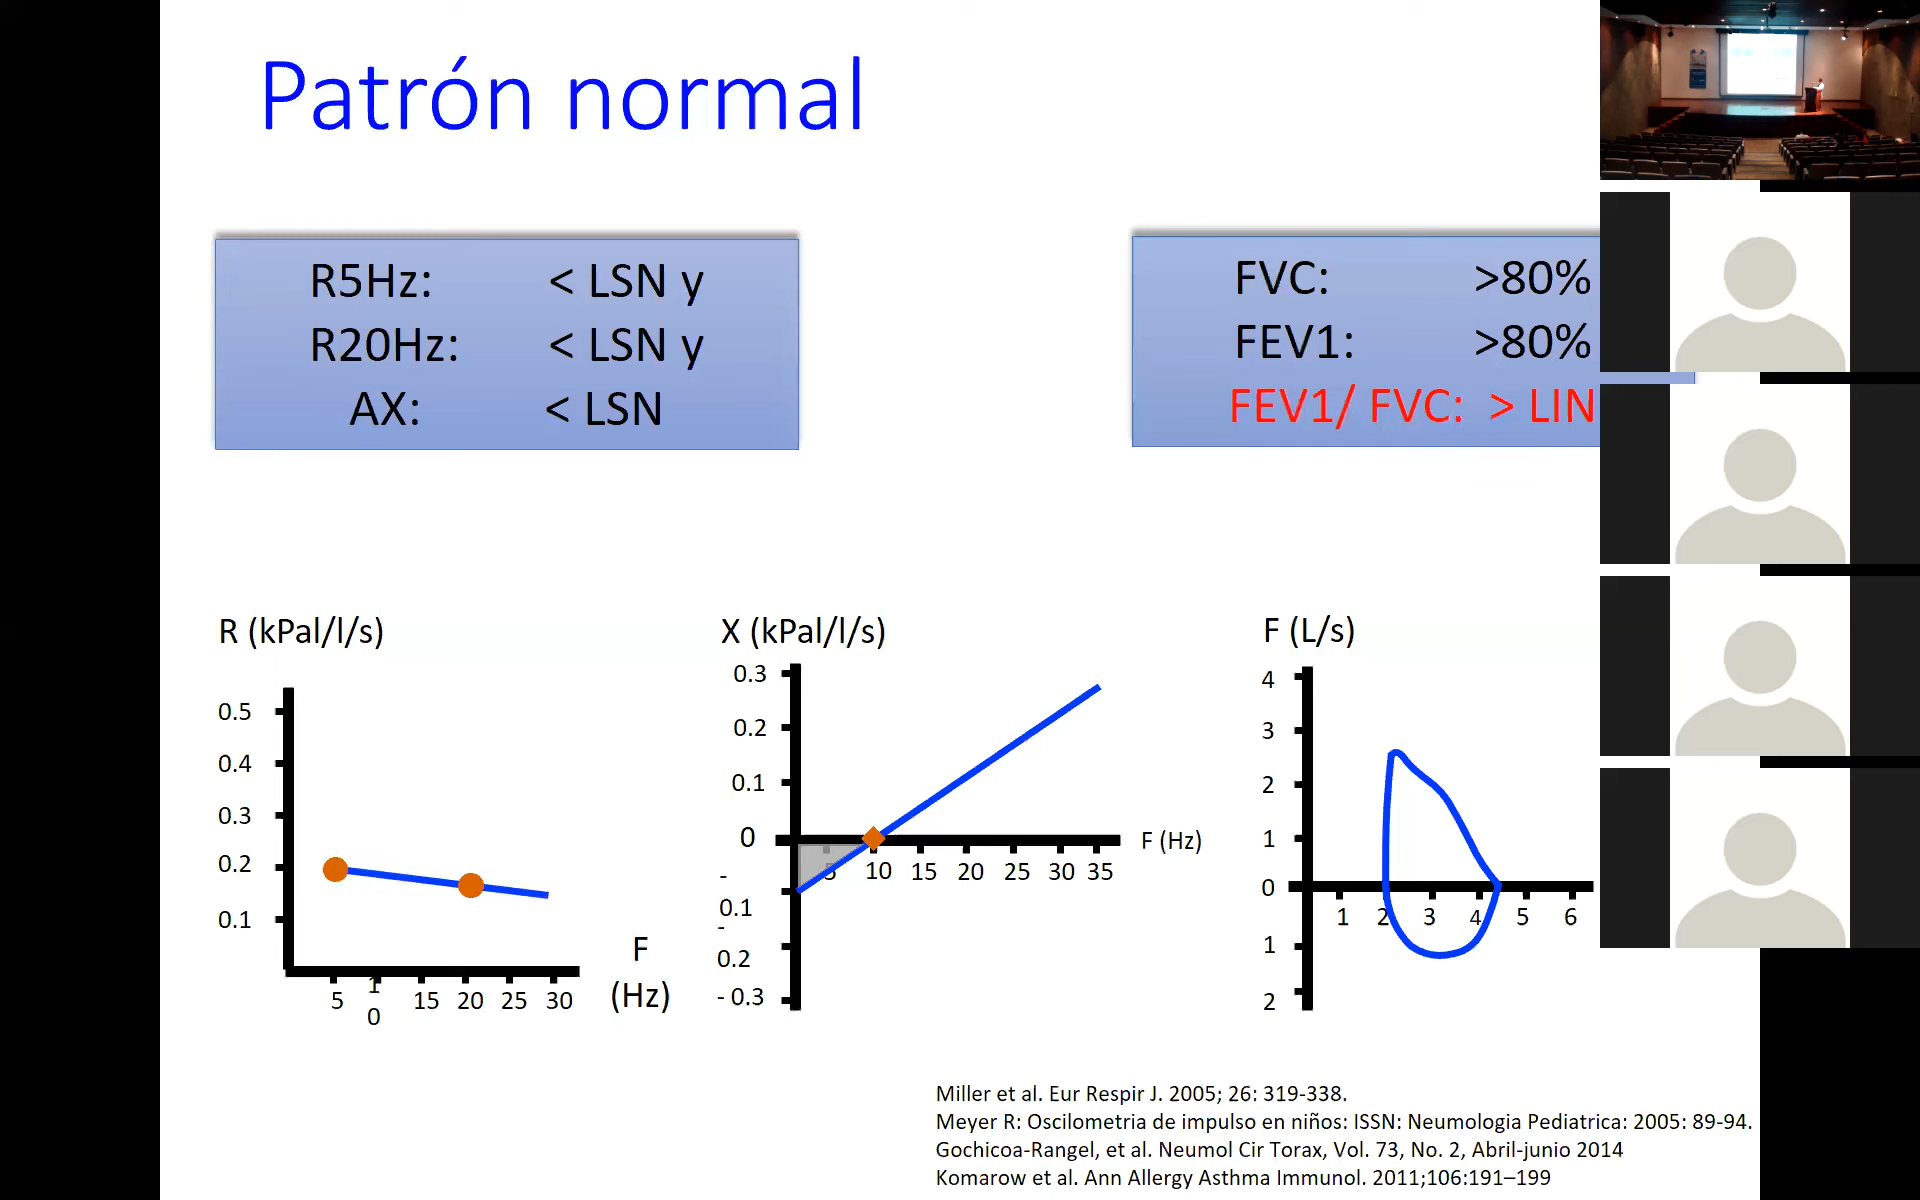 Patrón normal
R5Hz: < LSN y
R20Hz: < LSN y
AX: < LSN
FVC: >80%
FEV1: >80%
FEV1/ FVC: > LIN
R (kPal/l/s)
0.5
0.4
0.3
0.2
0.1
5 10 15 20 25 30
F
(Hz)
X (kPal/l/s)
0.3
0.2
0.1
0
-
0.1
-
0.2
- 0.3
5 10 15 20 25 30 35
F (Hz)
F (L/s)
4
3
2
1
0
1
2
1 2 3 4 5 6
Miller et al. Eur Respir J. 2005; 26: 319-338.
Meyer R: Oscilometria de impulso en niños: ISSN: Neumologia Pediatrica: 2005: 89-94.
Gochicoa-Rangel, et al. Neumol Cir Torax, Vol. 73, No. 2, Abril-junio 2014
Komarow et al. Ann Allergy Asthma Immunol. 2011;106:191–199